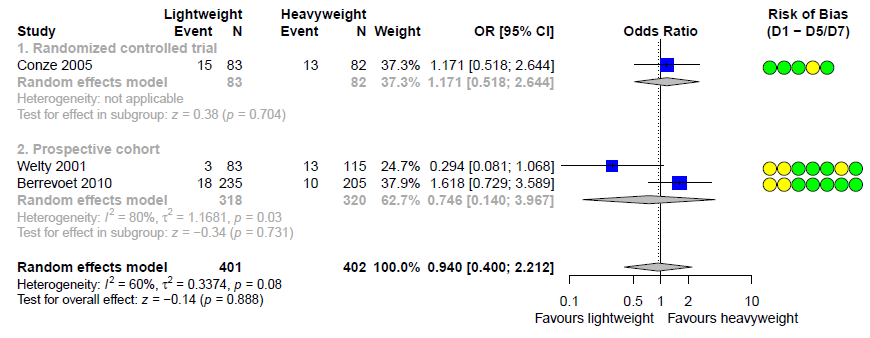 Lightweight Heavyweight Risk of Bias
Study Event N Event N Weight OR [95% CI] Odds Ratio (D1 − D5/D7)
1. Randomized controlled trial
Conze 2005 15 83 13 82 37.3% 1.171 [0.518; 2.644]
Random effects model 83 82 37.3% 1.171 [0.518; 2.644]
Heterogeneity: not applicable
Test for effect in subgroup: z = 0.38 (p = 0.704)
2. Prospective cohort
Welty 2001 3 83 13 115 24.7% 0.294 [0.081; 1.068]
Berrevoet 2010 18 235 10 205 37.9% 1.618 [0.729; 3.589]
Random effects model 318 320 62.7% 0.746 [0.140; 3.967]
Heterogeneity: I² = 80%, τ² = 1.1681, p = 0.03
Test for effect in subgroup: z = −0.34 (p = 0.731)
Random effects model 401 402 100.0% 0.940 [0.400; 2.212]
Heterogeneity: I² = 60%, τ² = 0.3374, p = 0.08
Test for overall effect: z = −0.14 (p = 0.888)
0.1 0.5 1 2 10
Favours lightweight Favours heavyweight